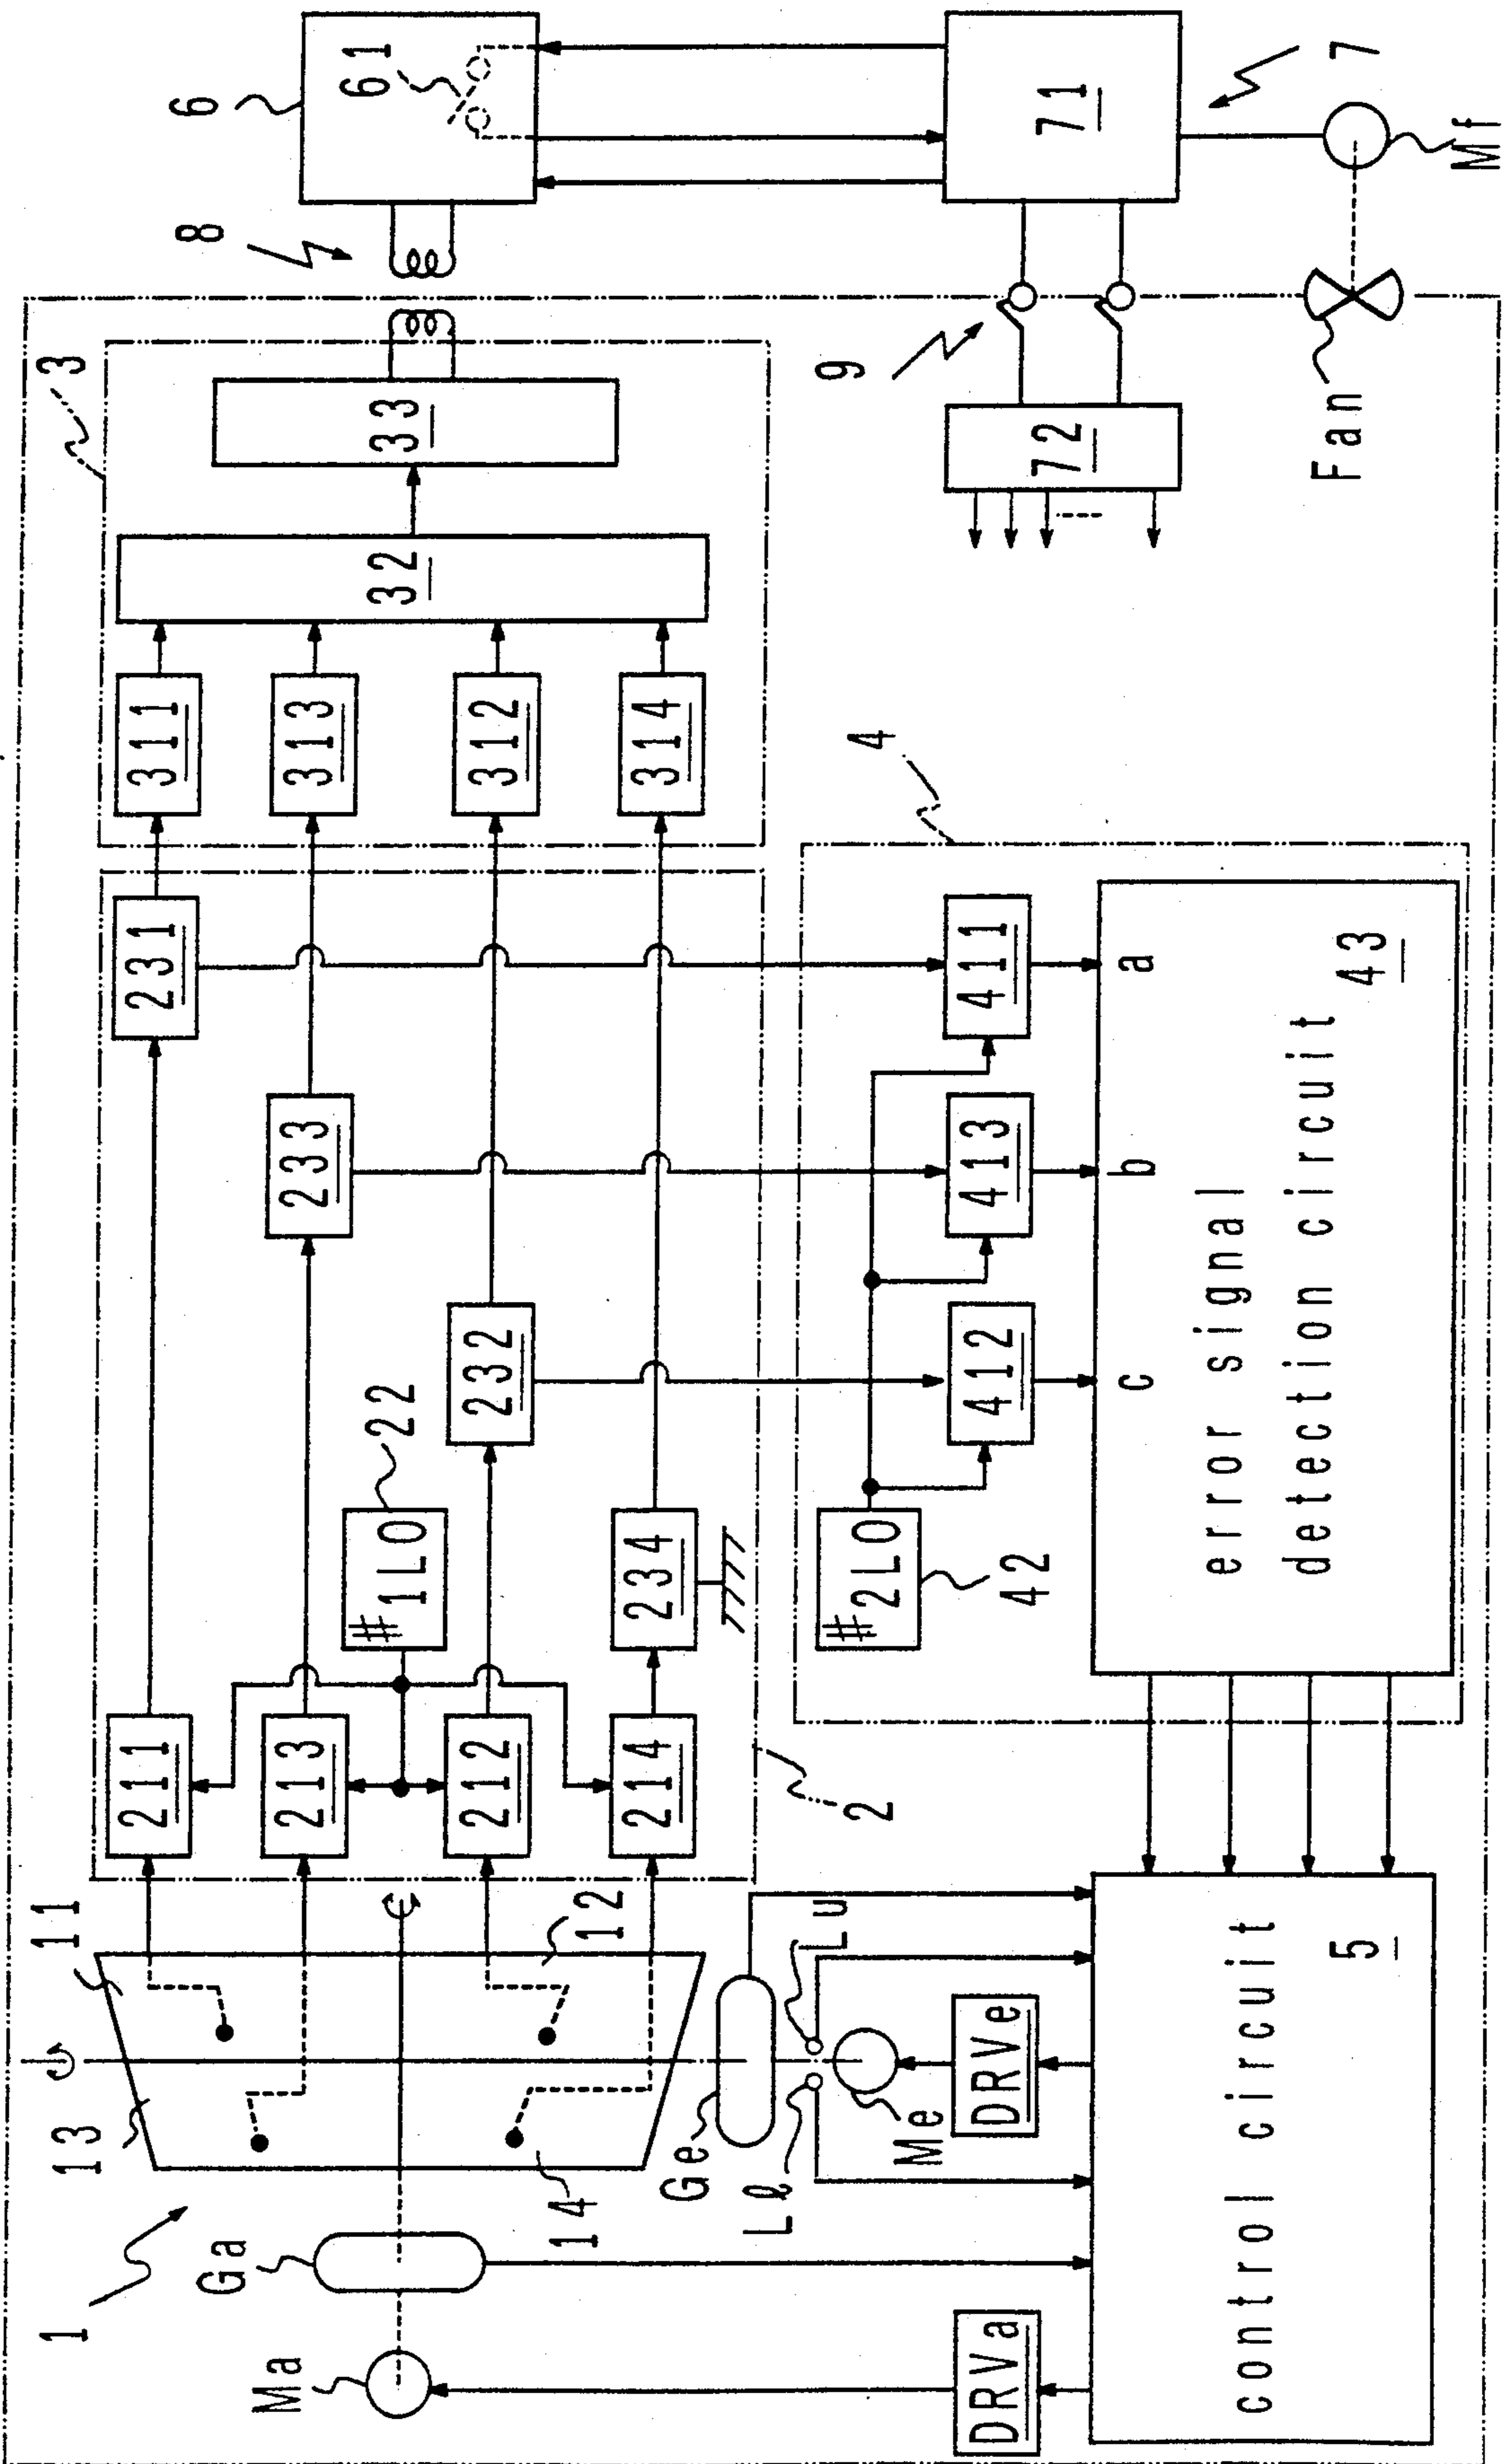 1
Ma
Ga
13
11
14
12
Ge
Lℓ
Lu
Me
DRVa
DRVe
control circuit
5
2
211
213
212
214
#1LO
22
234
232
233
231
#2LO
42
4
412
413
411
c
b
a
error signal
detection circuit
43
3
311
313
312
314
32
33
8
6
61
9
72
71
7
Fan
Mf